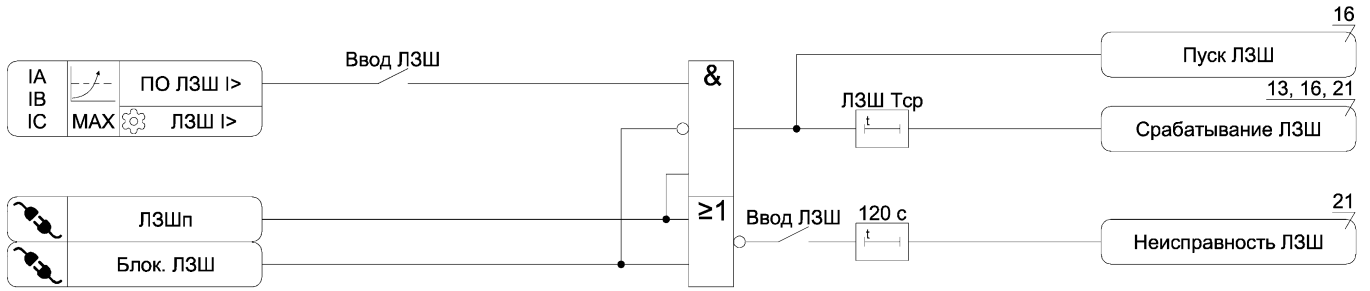 16
Ввод ЛЗШ
Пуск ЛЗШ
IA
IB
IC
ПО ЛЗШ I>
&
MAX
ЛЗШ I>
ЛЗШ Тср
t
13, 16, 21
Срабатывание ЛЗШ
ЛЗШп
≥1
Ввод ЛЗШ
120 с
t
21
Неисправность ЛЗШ
Блок. ЛЗШ